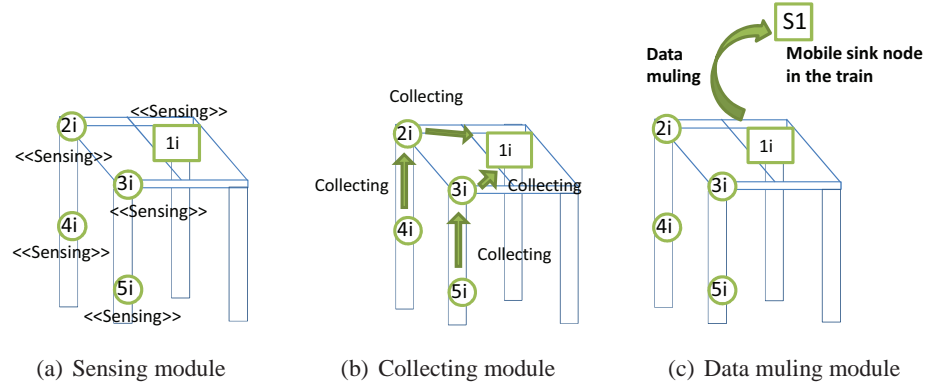 <<Sensing>>
2i
1i
<<Sensing>>
3i
<<Sensing>>
4i
<<Sensing>>
5i
<<Sensing>>
(a) Sensing module
Collecting
2i
1i
Collecting
3i
Collecting
4i
Collecting
5i
(b) Collecting module
S1
Data
muling
Mobile sink node
in the train
2i
1i
3i
4i
5i
(c) Data muling module